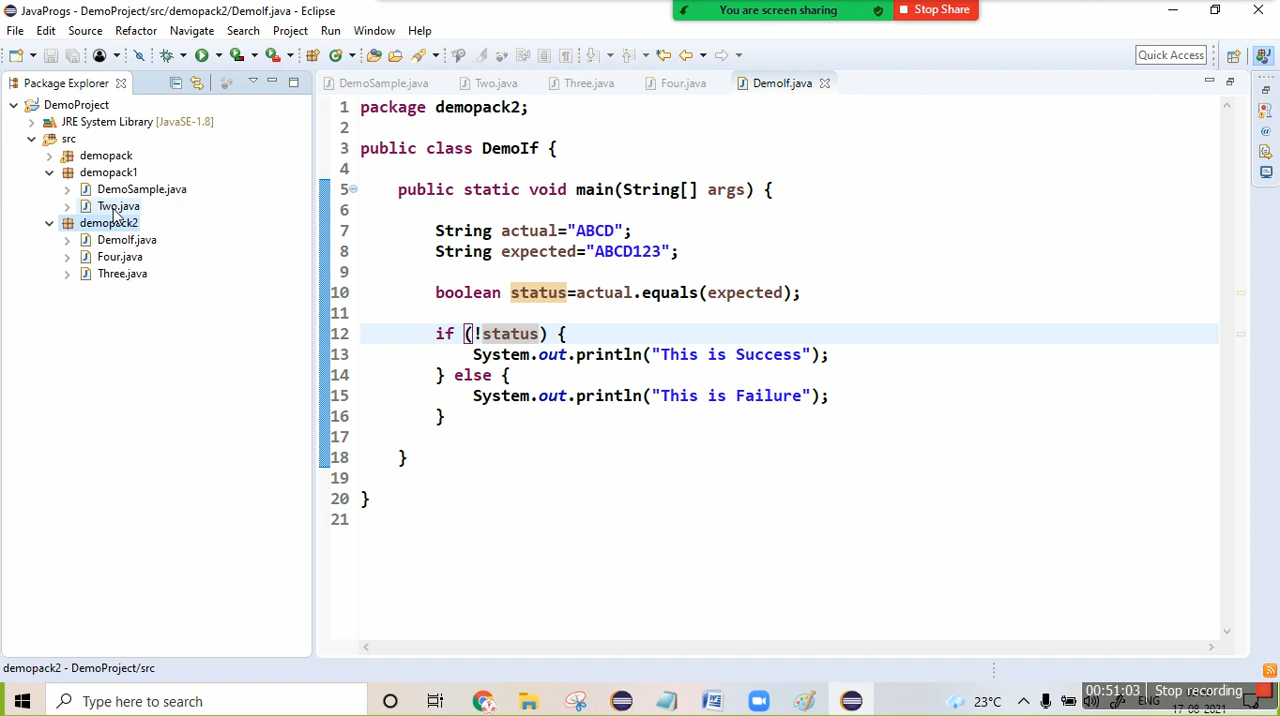 JavaProgs - DemoProject/src/demopack2/DemoIf.java - Eclipse
You are screen sharing
Stop Share
File Edit Source Refactor Navigate Search Project Run Window Help
Quick Access
Package Explorer
DemoSample.java Two.java Three.java Four.java DemoIf.java
DemoProject
JRE System Library [JavaSE-1.8]
src
demopack
demopack1
DemoSample.java
Two.java
demopack2
DemoIf.java
Four.java
Three.java
1 package demopack2;
2
3 public class DemoIf {
4
5 public static void main(String[] args) {
6
7 String actual="ABCD";
8 String expected="ABCD123";
9
10 boolean status=actual.equals(expected);
11
12 if (!status) {
13 System.out.println("This is Success");
14 } else {
15 System.out.println("This is Failure");
16 }
17
18 }
19
20 }
21
demopack2 - DemoProject/src
Type here to search
23°C
ENG
00:51:03 Stop recording
17-08-2021